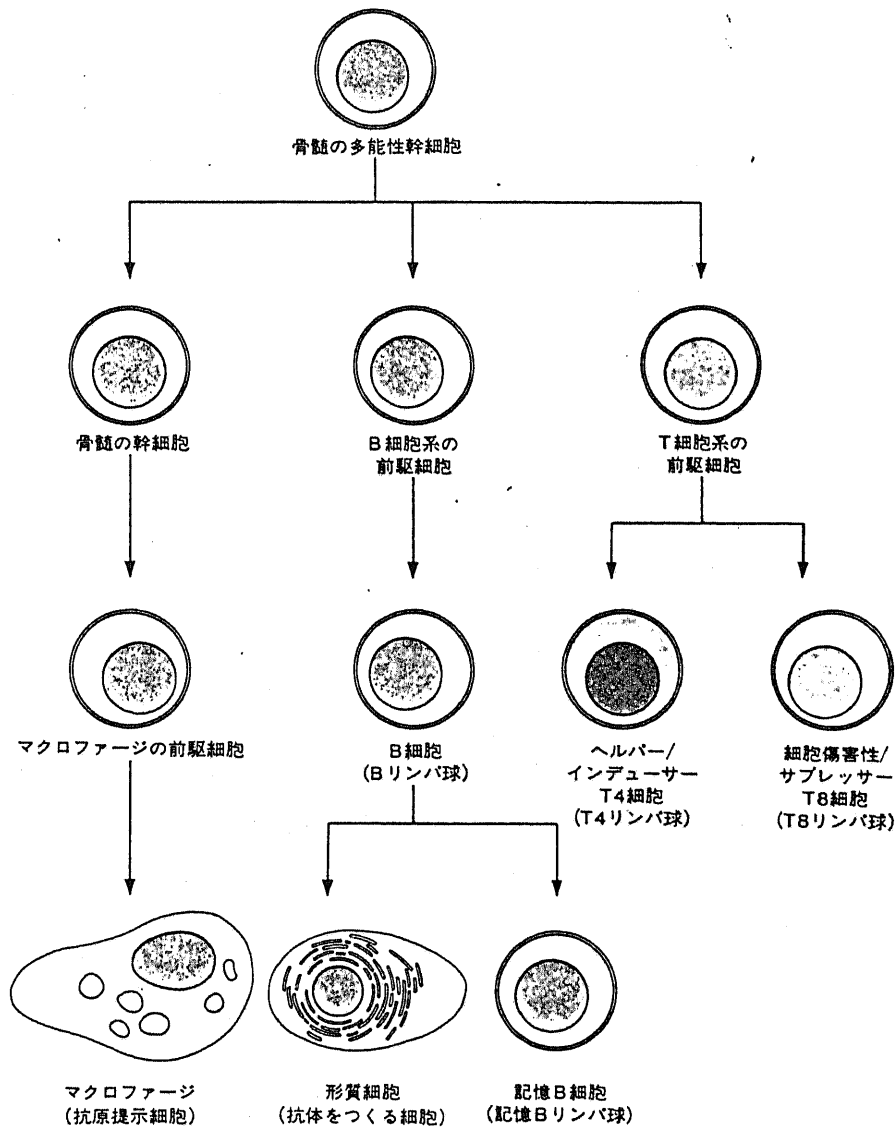 骨髄の多能性幹細胞
骨髄の幹細胞
B細胞系の
前駆細胞
T細胞系の
前駆細胞
マクロファージの前駆細胞
B細胞
(Bリンパ球)
ヘルパー/
インデューサー
T4細胞
(T4リンパ球)
細胞傷害性/
サプレッサー
T8細胞
(T8リンパ球)
マクロファージ
(抗原提示細胞)
形質細胞
(抗体をつくる細胞)
記憶B細胞
(記憶Bリンパ球)